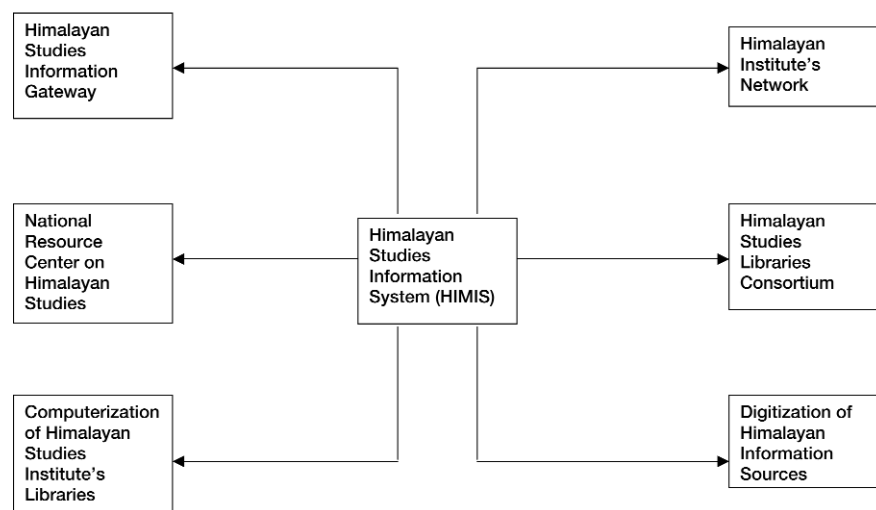 Himalayan
Studies
Information
Gateway
Himalayan
Institute's
Network
National
Resource
Center on
Himalayan
Studies
Himalayan
Studies
Information
System (HIMIS)
Himalayan
Studies
Libraries
Consortium
Computerization
of Himalayan
Studies
Institute's
Libraries
Digitization of
Himalayan
Information
Sources